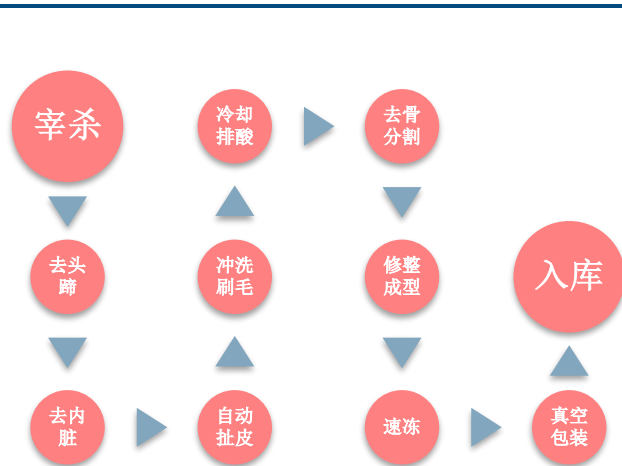 宰杀
去头
蹄
去内
脏
自动
扯皮
冲洗
刷毛
冷却
排酸
去骨
分割
修整
成型
速冻
真空
包装
入库